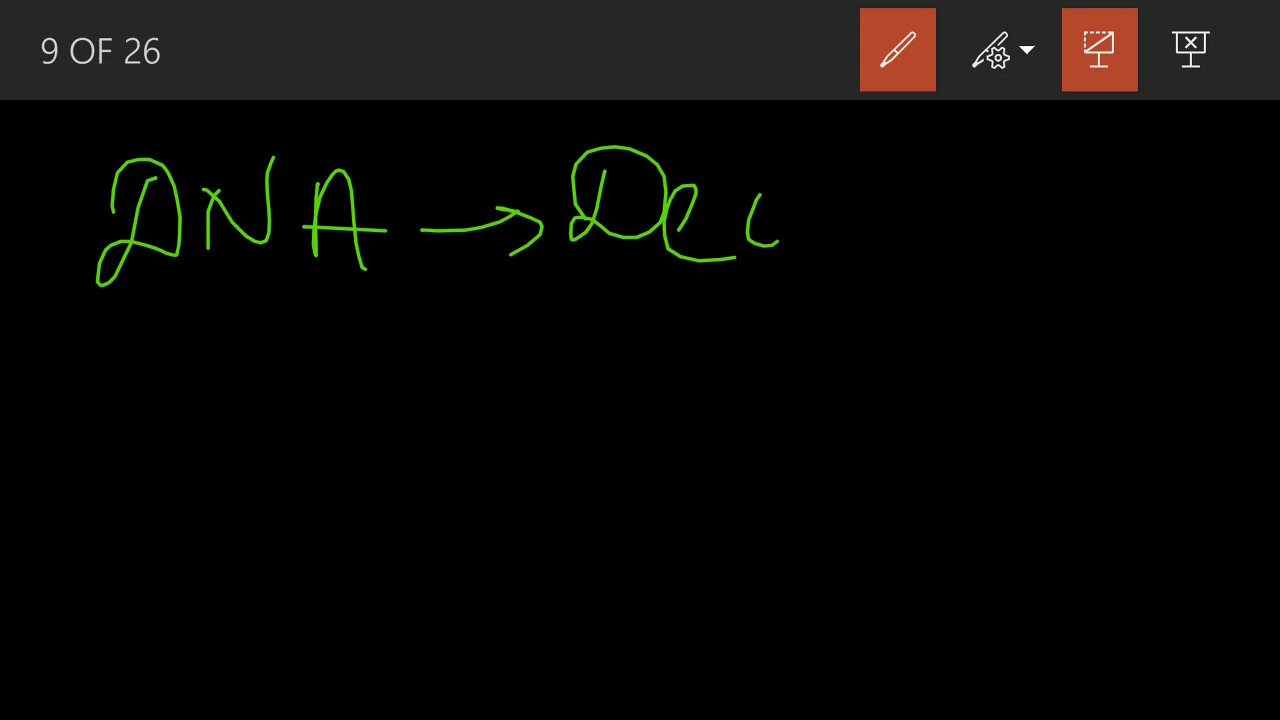 9 OF 26
DNA → De